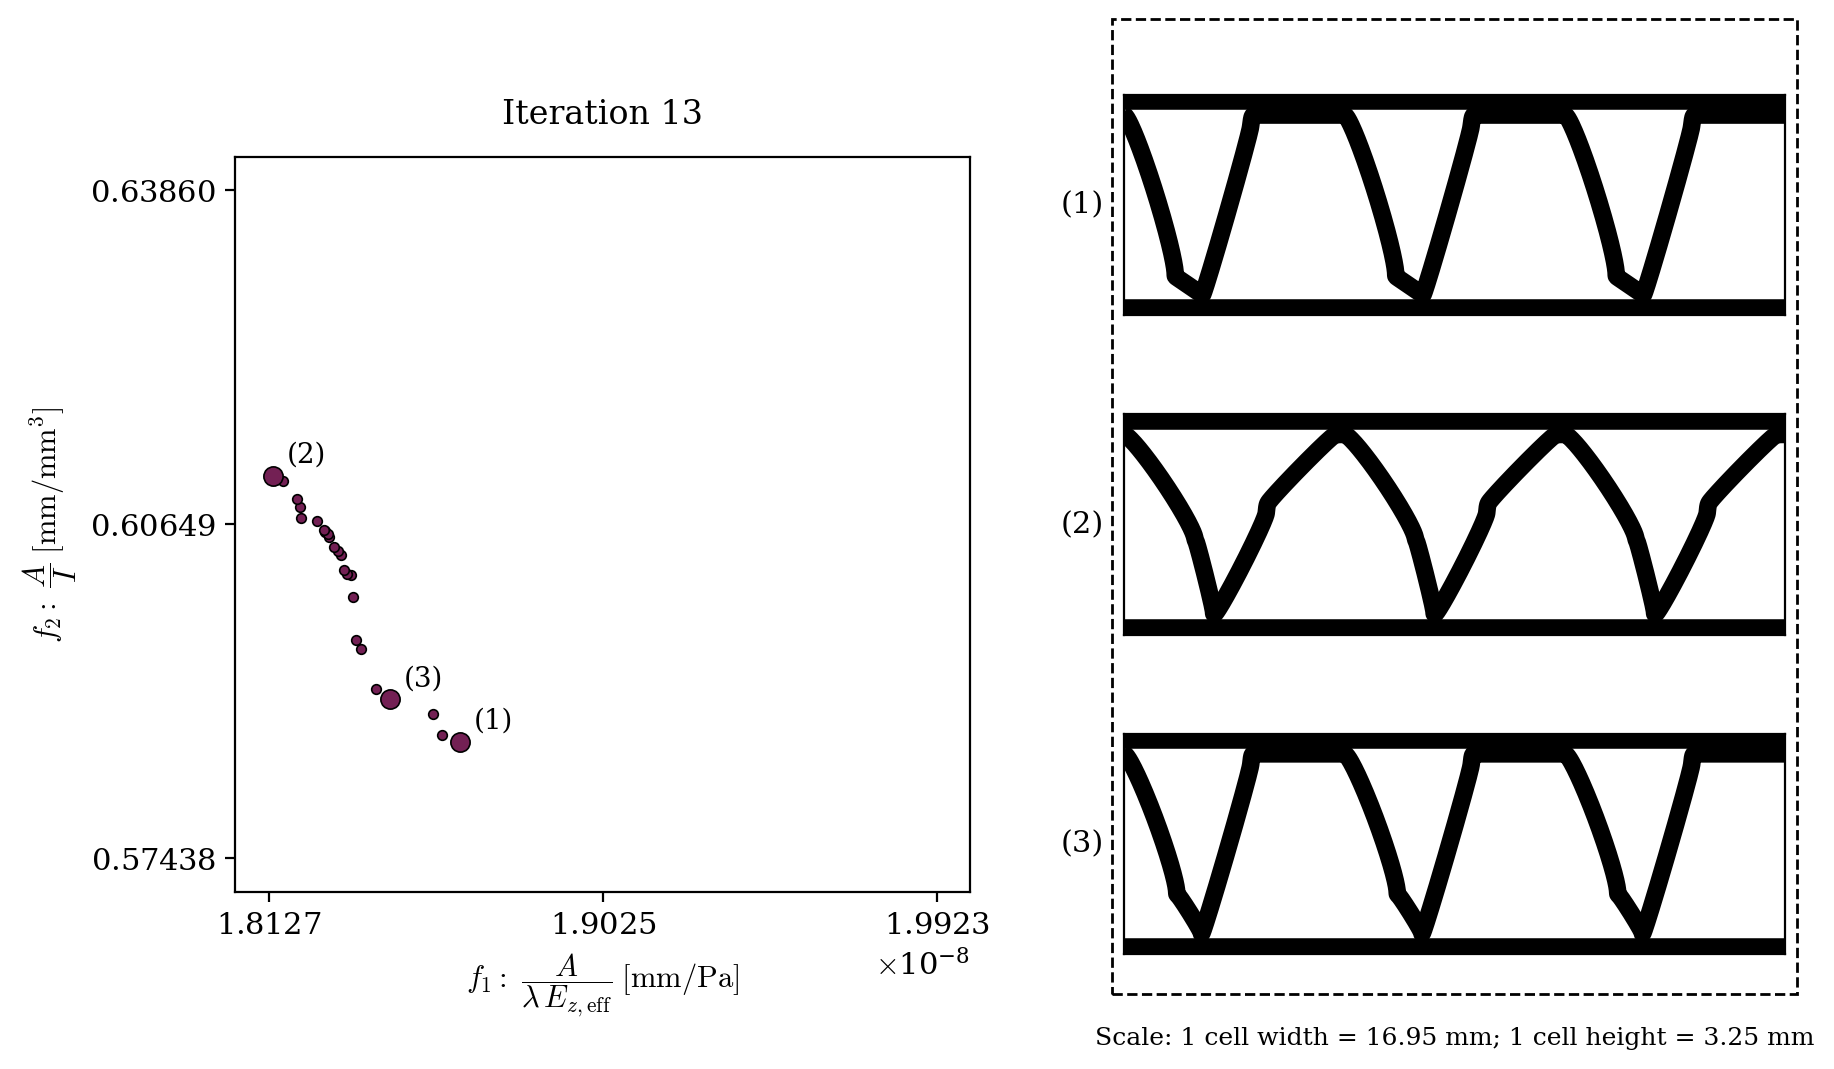 Iteration 13
0.63860
0.60649
0.57438
f₂: A/I [mm/mm³]
(2)
(3)
(1)
1.8127 1.9025 1.9923
×10⁻⁸
f₁: A/(λ E_{z, eff}) [mm/Pa]
(1)
(2)
(3)
Scale: 1 cell width = 16.95 mm; 1 cell height = 3.25 mm